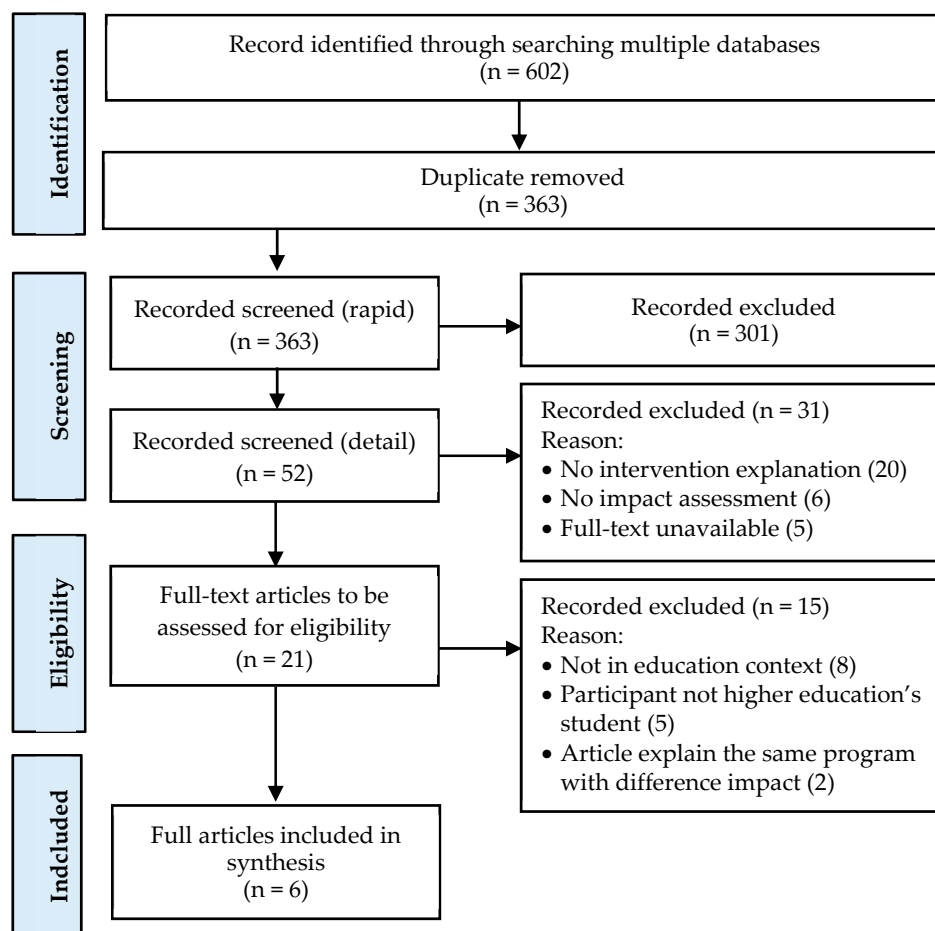 Identification
Record identified through searching multiple databases
(n = 602)
Duplicate removed
(n = 363)
Screening
Recorded screened (rapid)
(n = 363)
Recorded excluded
(n = 301)
Recorded screened (detail)
(n = 52)
Recorded excluded (n = 31)
Reason:
• No intervention explanation (20)
• No impact assessment (6)
• Full-text unavailable (5)
Eligibility
Full-text articles to be
assessed for eligibility
(n = 21)
Recorded excluded (n = 15)
Reason:
• Not in education context (8)
• Participant not higher education’s
student (5)
• Article explain the same program
with difference impact (2)
Indcluded
Full articles included in
synthesis
(n = 6)